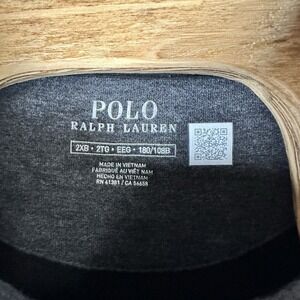 POLO
RALPH LAUREN
2XB • 2TG • EEG • 180/108B
MADE IN VIETNAM
FABRIQUÉ AU VIÊT NAM
HECHO EN VIETNAM
RN 41381 / CA 56658